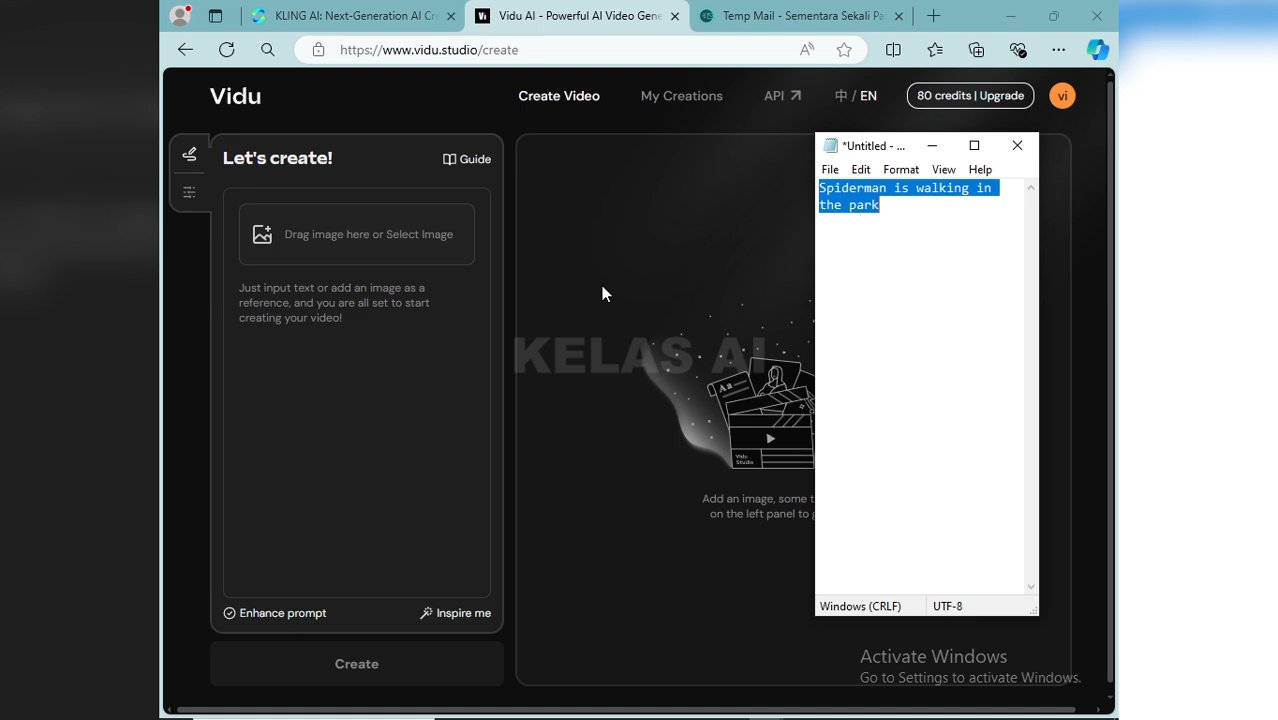 KLING AI: Next-Generation AI Cr
Vidu AI - Powerful AI Video Gene
Temp Mail - Sementara Sekali Pa
https://www.vidu.studio/create
Vidu
Create Video
My Creations
API
中 / EN
80 credits | Upgrade
vi
Let's create!
Guide
Drag image here or Select Image
Just input text or add an image as a
reference, and you are all set to start
creating your video!
Enhance prompt
Inspire me
Create
KELAS AI
Aa
Vidu
Studio
Add an image, some t
on the left panel to
*Untitled - ...
File Edit Format View Help
Spiderman is walking in
the park
Windows (CRLF)
UTF-8
Activate Windows
Go to Settings to activate Windows.